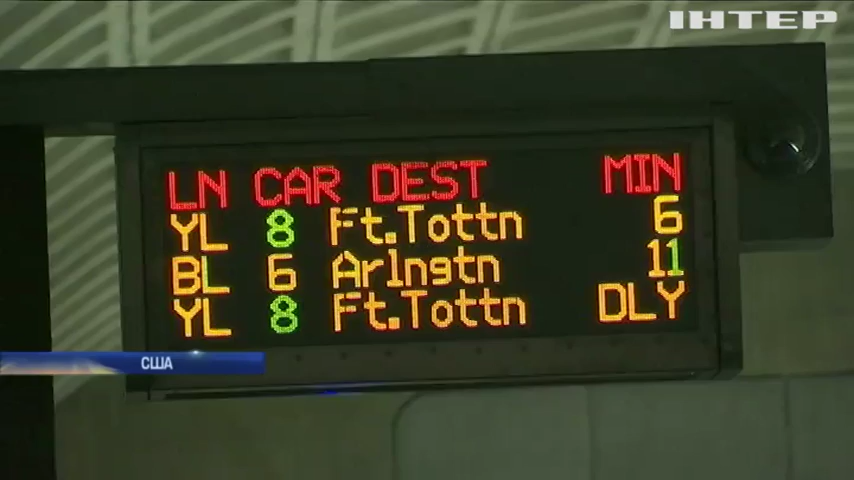 ІНТЕР
LN CAR DEST MIN
YL 8 Ft.Tottn 6
BL 6 Arlngtn 11
YL 8 Ft.Tottn DLY
США